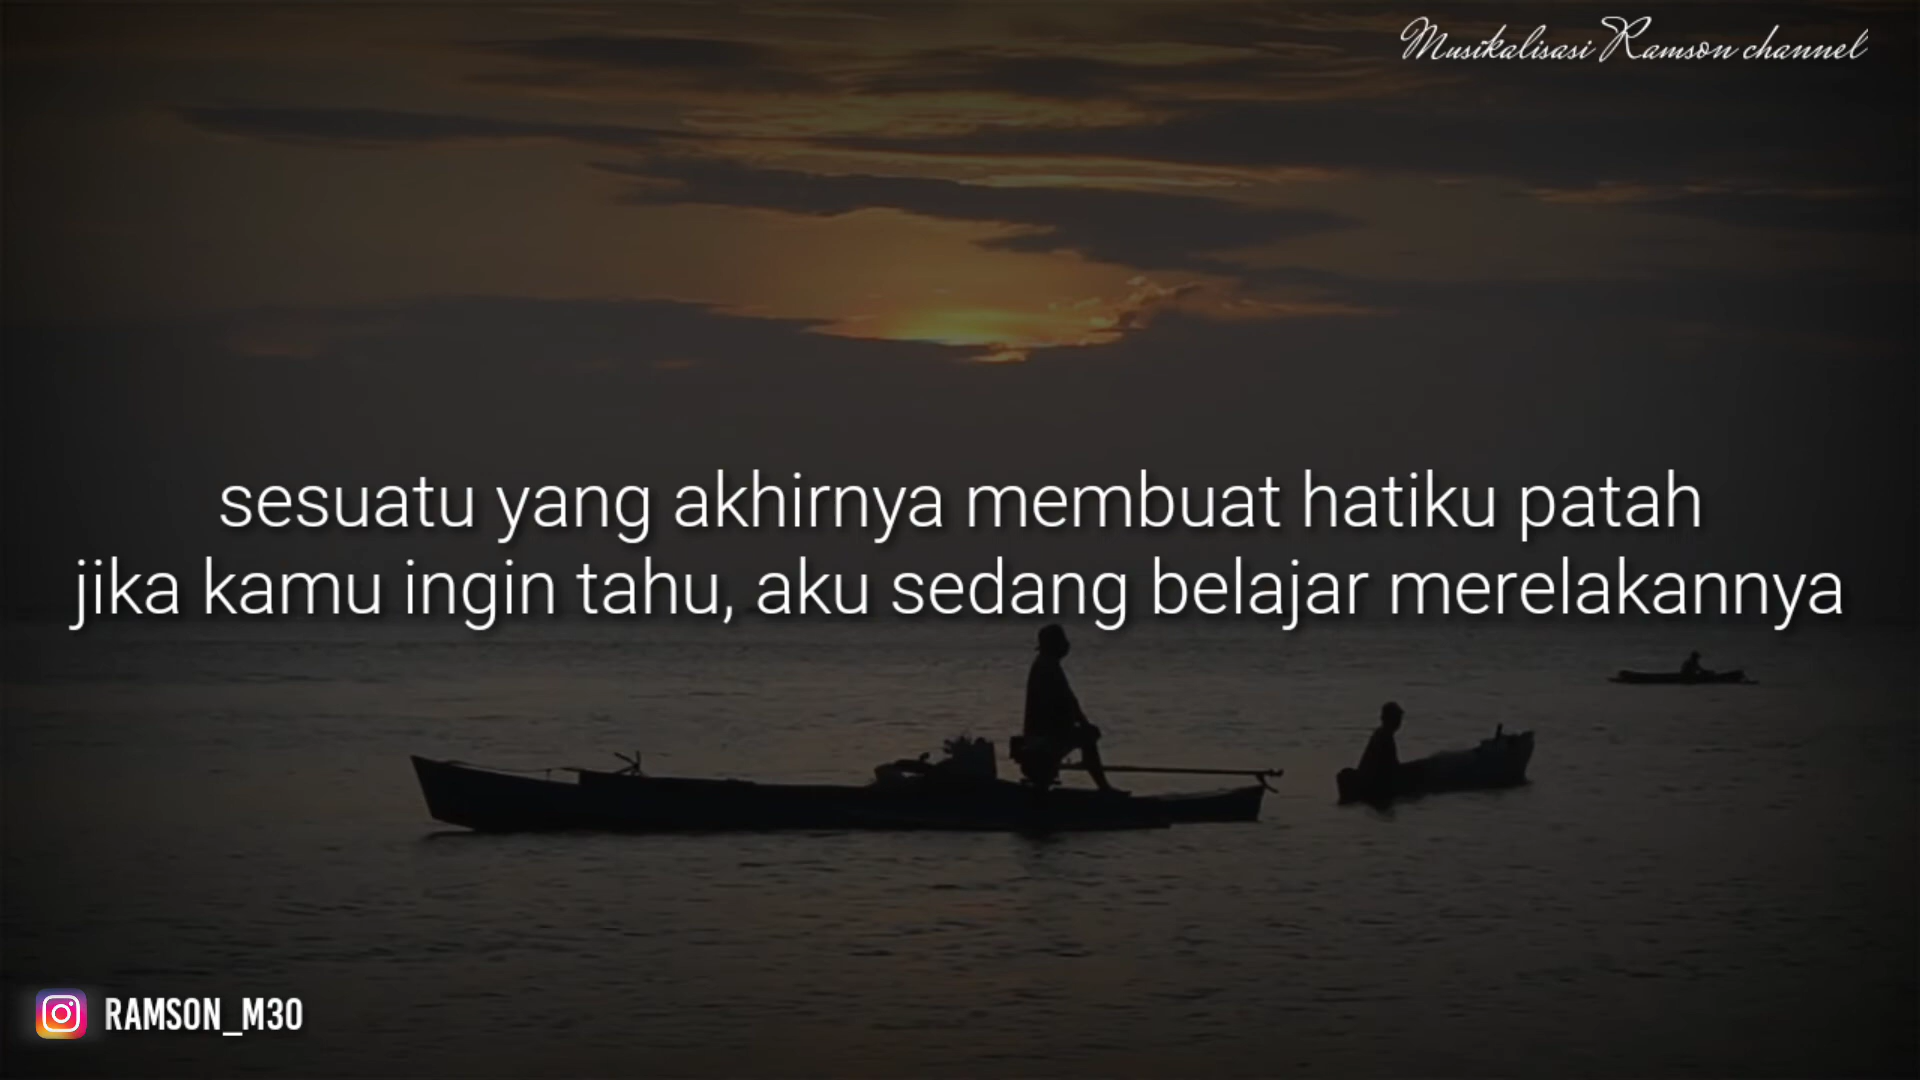 Musikalisasi Ramson channel
sesuatu yang akhirnya membuat hatiku patah
jika kamu ingin tahu, aku sedang belajar merelakannya
RAMSON_M30